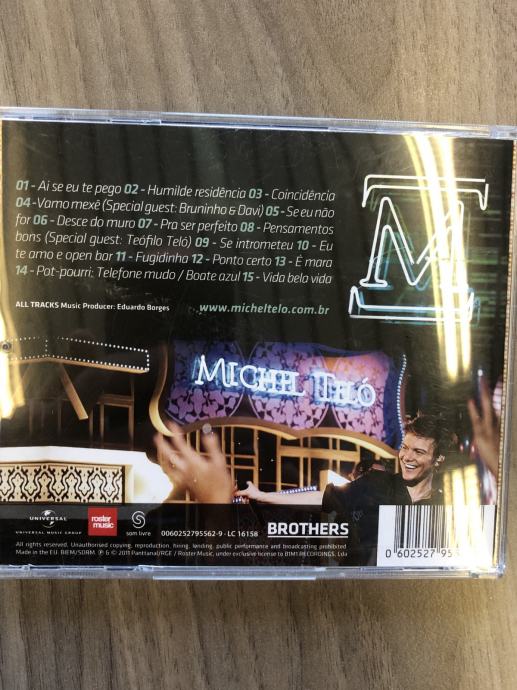 01 - Ai se eu te pego 02 - Humilde residência 03 - Coincidência
04 - Vamo mexê (Special guest: Bruninho & Davi) 05 - Se eu não
for 06 - Desce do muro 07 - Pra ser perfeito 08 - Pensamentos
bons (Special guest: Teófilo Teló) 09 - Se intrometeu 10 - Eu
te amo e open bar 11 - Fugidinha 12 - Ponto certo 13 - É mara
14 - Pot-pourri: Telefone mudo / Boate azul 15 - Vida bela vida
ALL TRACKS Music Producer: Eduardo Borges
www.micheltelo.com.br
MICHEL TELÓ
UNIVERSAL
UNIVERSAL MUSIC GROUP
roster
music
som livre
0060252795562-9 - LC 16158
BROTHERS
All rights reserved. Unauthorised copying, reproduction, hiring, lending, public performance and broadcasting prohibited
Made in the E.U. BIEM/SDRM. ℗ & © 2011 Panttanal/RGE / Roster Music, under exclusive license to B1M1 RECORDINGS, Lda
0 602527 95